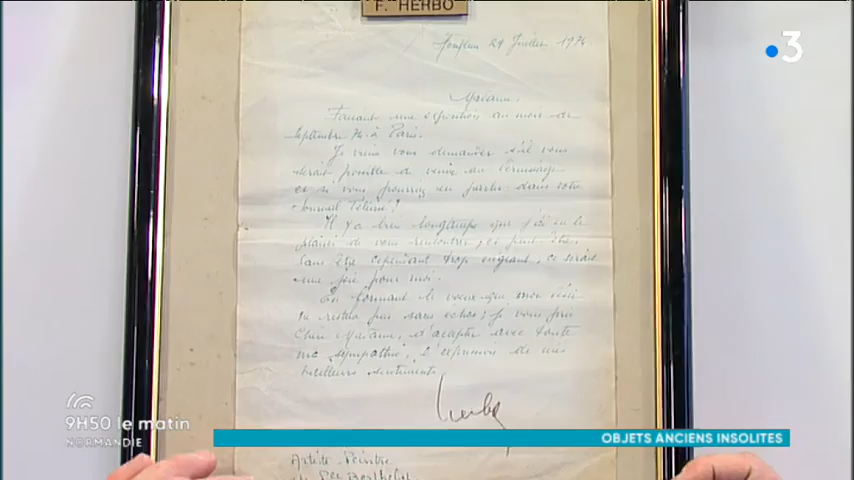 F. HERBO
Honfleur 29 Juillet 1974.
3
Madame,
Faisant une exposition au mois de
Septembre 74 à Paris.
Je viens vous demander s'il vous
serait possible de venir au Vernissage
et si vous pourriez en parler dans votre
Journal Télévisé!
Il y a bien longtemps que j'ai eu le
plaisir de vous rencontrer, et peut-être,
sans être cependant trop exigeant, ce serait
une joie pour moi.
En formant le voeux que mon désir
ne restera pas sans échos; je vous prie
Chère Madame, d'accepter avec toute
ma sympathie, l'expression de mes
meilleurs sentiments
Herbo
9H50 le matin
NORMANDIE
OBJETS ANCIENS INSOLITES
Artiste Peintre
Berthelot